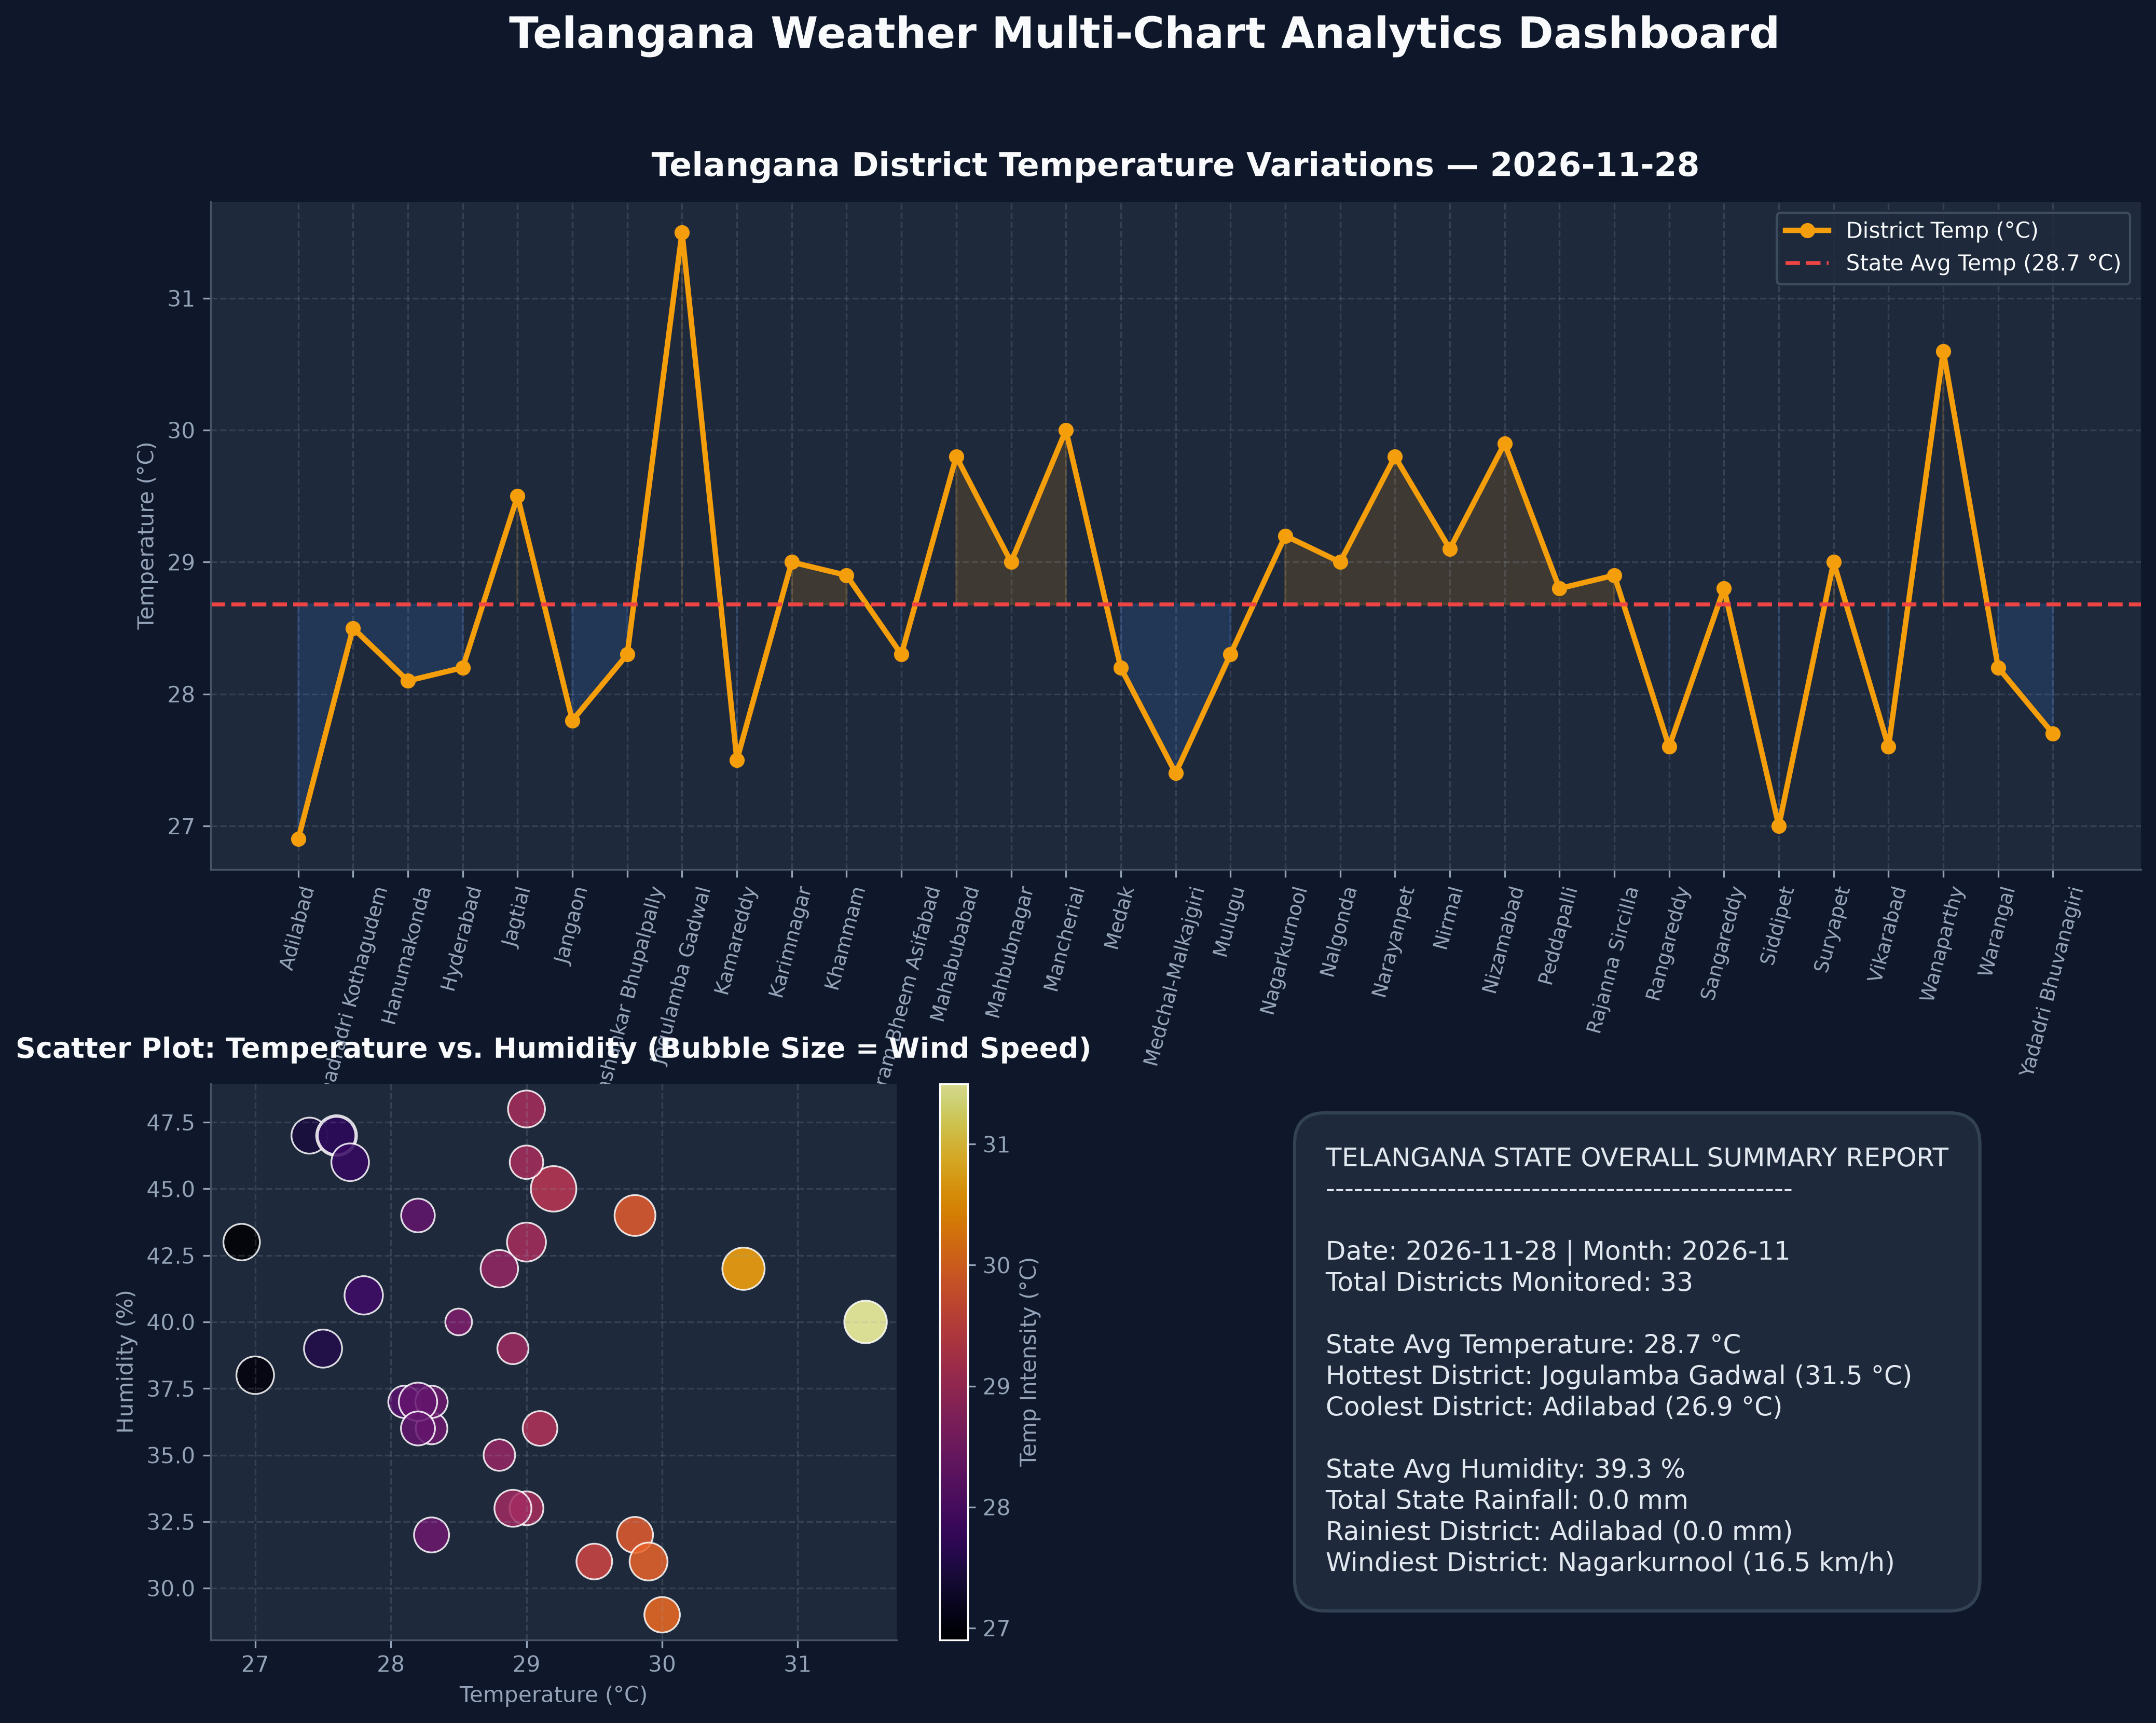 Telangana Weather Multi-Chart Analytics Dashboard
Telangana District Temperature Variations — 2026-11-28
District Temp (°C)
State Avg Temp (28.7 °C)
Temperature (°C)
31
30
29
28
27
Adilabad
Kothagudem
Hanumakonda
Hyderabad
Jagtial
Jangaon
Bhupalpally
Jogulamba Gadwal
Kamareddy
Karimnagar
Khammam
Bheem Asifabad
Mahabubabad
Mahbubnagar
Mancherial
Medak
Medchal-Malkajgiri
Mulugu
Nagarkurnool
Nalgonda
Narayanpet
Nirmal
Nizamabad
Peddapalli
Rajanna Sircilla
Rangareddy
Sangareddy
Siddipet
Suryapet
Vikarabad
Wanaparthy
Warangal
Yadadri Bhuvanagiri
Scatter Plot: Temperature vs. Humidity (Bubble Size = Wind Speed)
Humidity (%)
47.5
45.0
42.5
40.0
37.5
35.0
32.5
30.0
27 28 29 30 31
Temperature (°C)
31
30
29
28
27
Temp Intensity (°C)
TELANGANA STATE OVERALL SUMMARY REPORT
--------------------------------------------------
Date: 2026-11-28 | Month: 2026-11
Total Districts Monitored: 33
State Avg Temperature: 28.7 °C
Hottest District: Jogulamba Gadwal (31.5 °C)
Coolest District: Adilabad (26.9 °C)
State Avg Humidity: 39.3 %
Total State Rainfall: 0.0 mm
Rainiest District: Adilabad (0.0 mm)
Windiest District: Nagarkurnool (16.5 km/h)